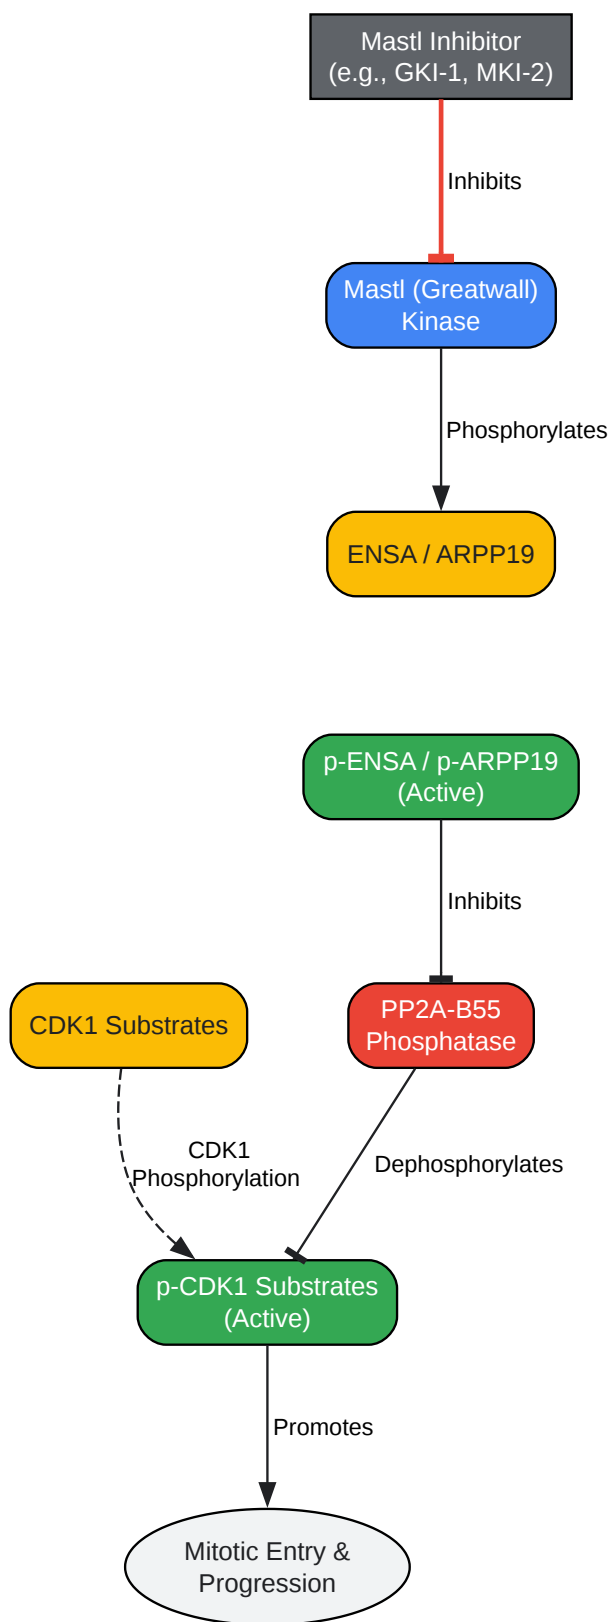 Mastl Inhibitor
(e.g., GKI-1, MKI-2)
Inhibits
Mastl (Greatwall)
Kinase
Phosphorylates
ENSA / ARPP19
p-ENSA / p-ARPP19
(Active)
Inhibits
CDK1 Substrates
PP2A-B55
Phosphatase
CDK1
Phosphorylation
Dephosphorylates
p-CDK1 Substrates
(Active)
Promotes
Mitotic Entry &
Progression